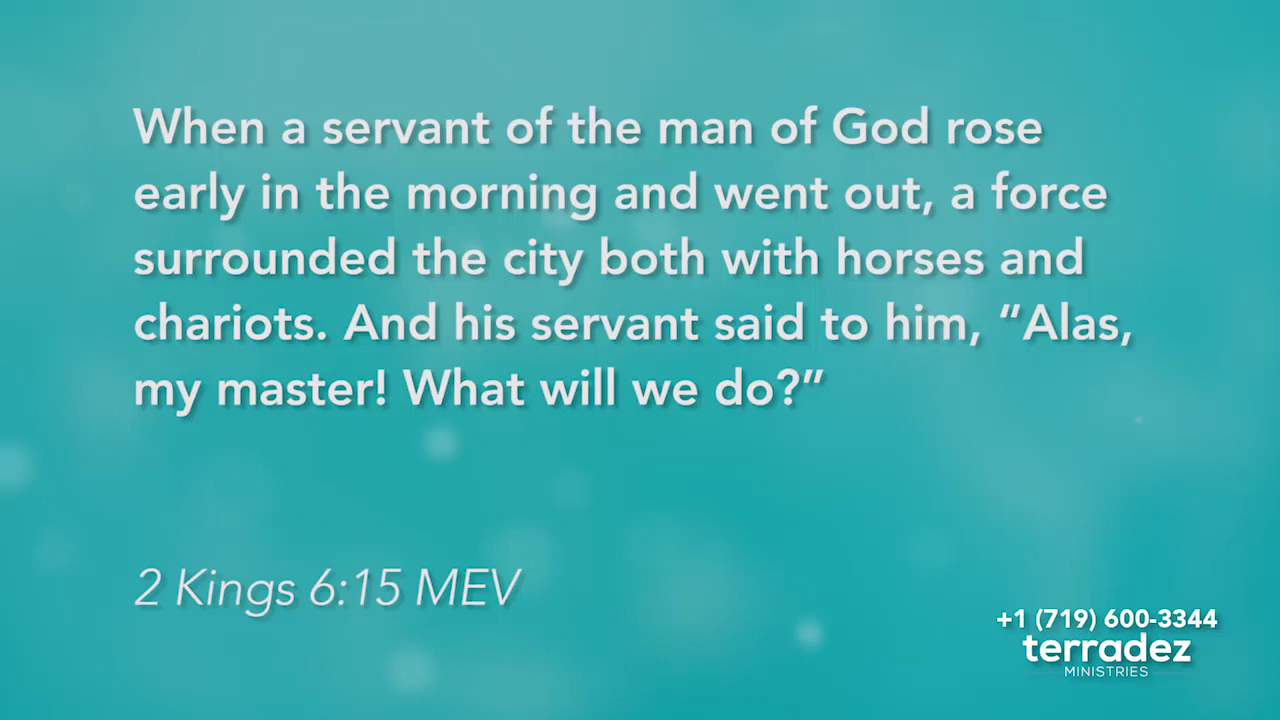 When a servant of the man of God rose
early in the morning and went out, a force
surrounded the city both with horses and
chariots. And his servant said to him, “Alas,
my master! What will we do?”
2 Kings 6:15 MEV
+1 (719) 600-3344
terradez
MINISTRIES